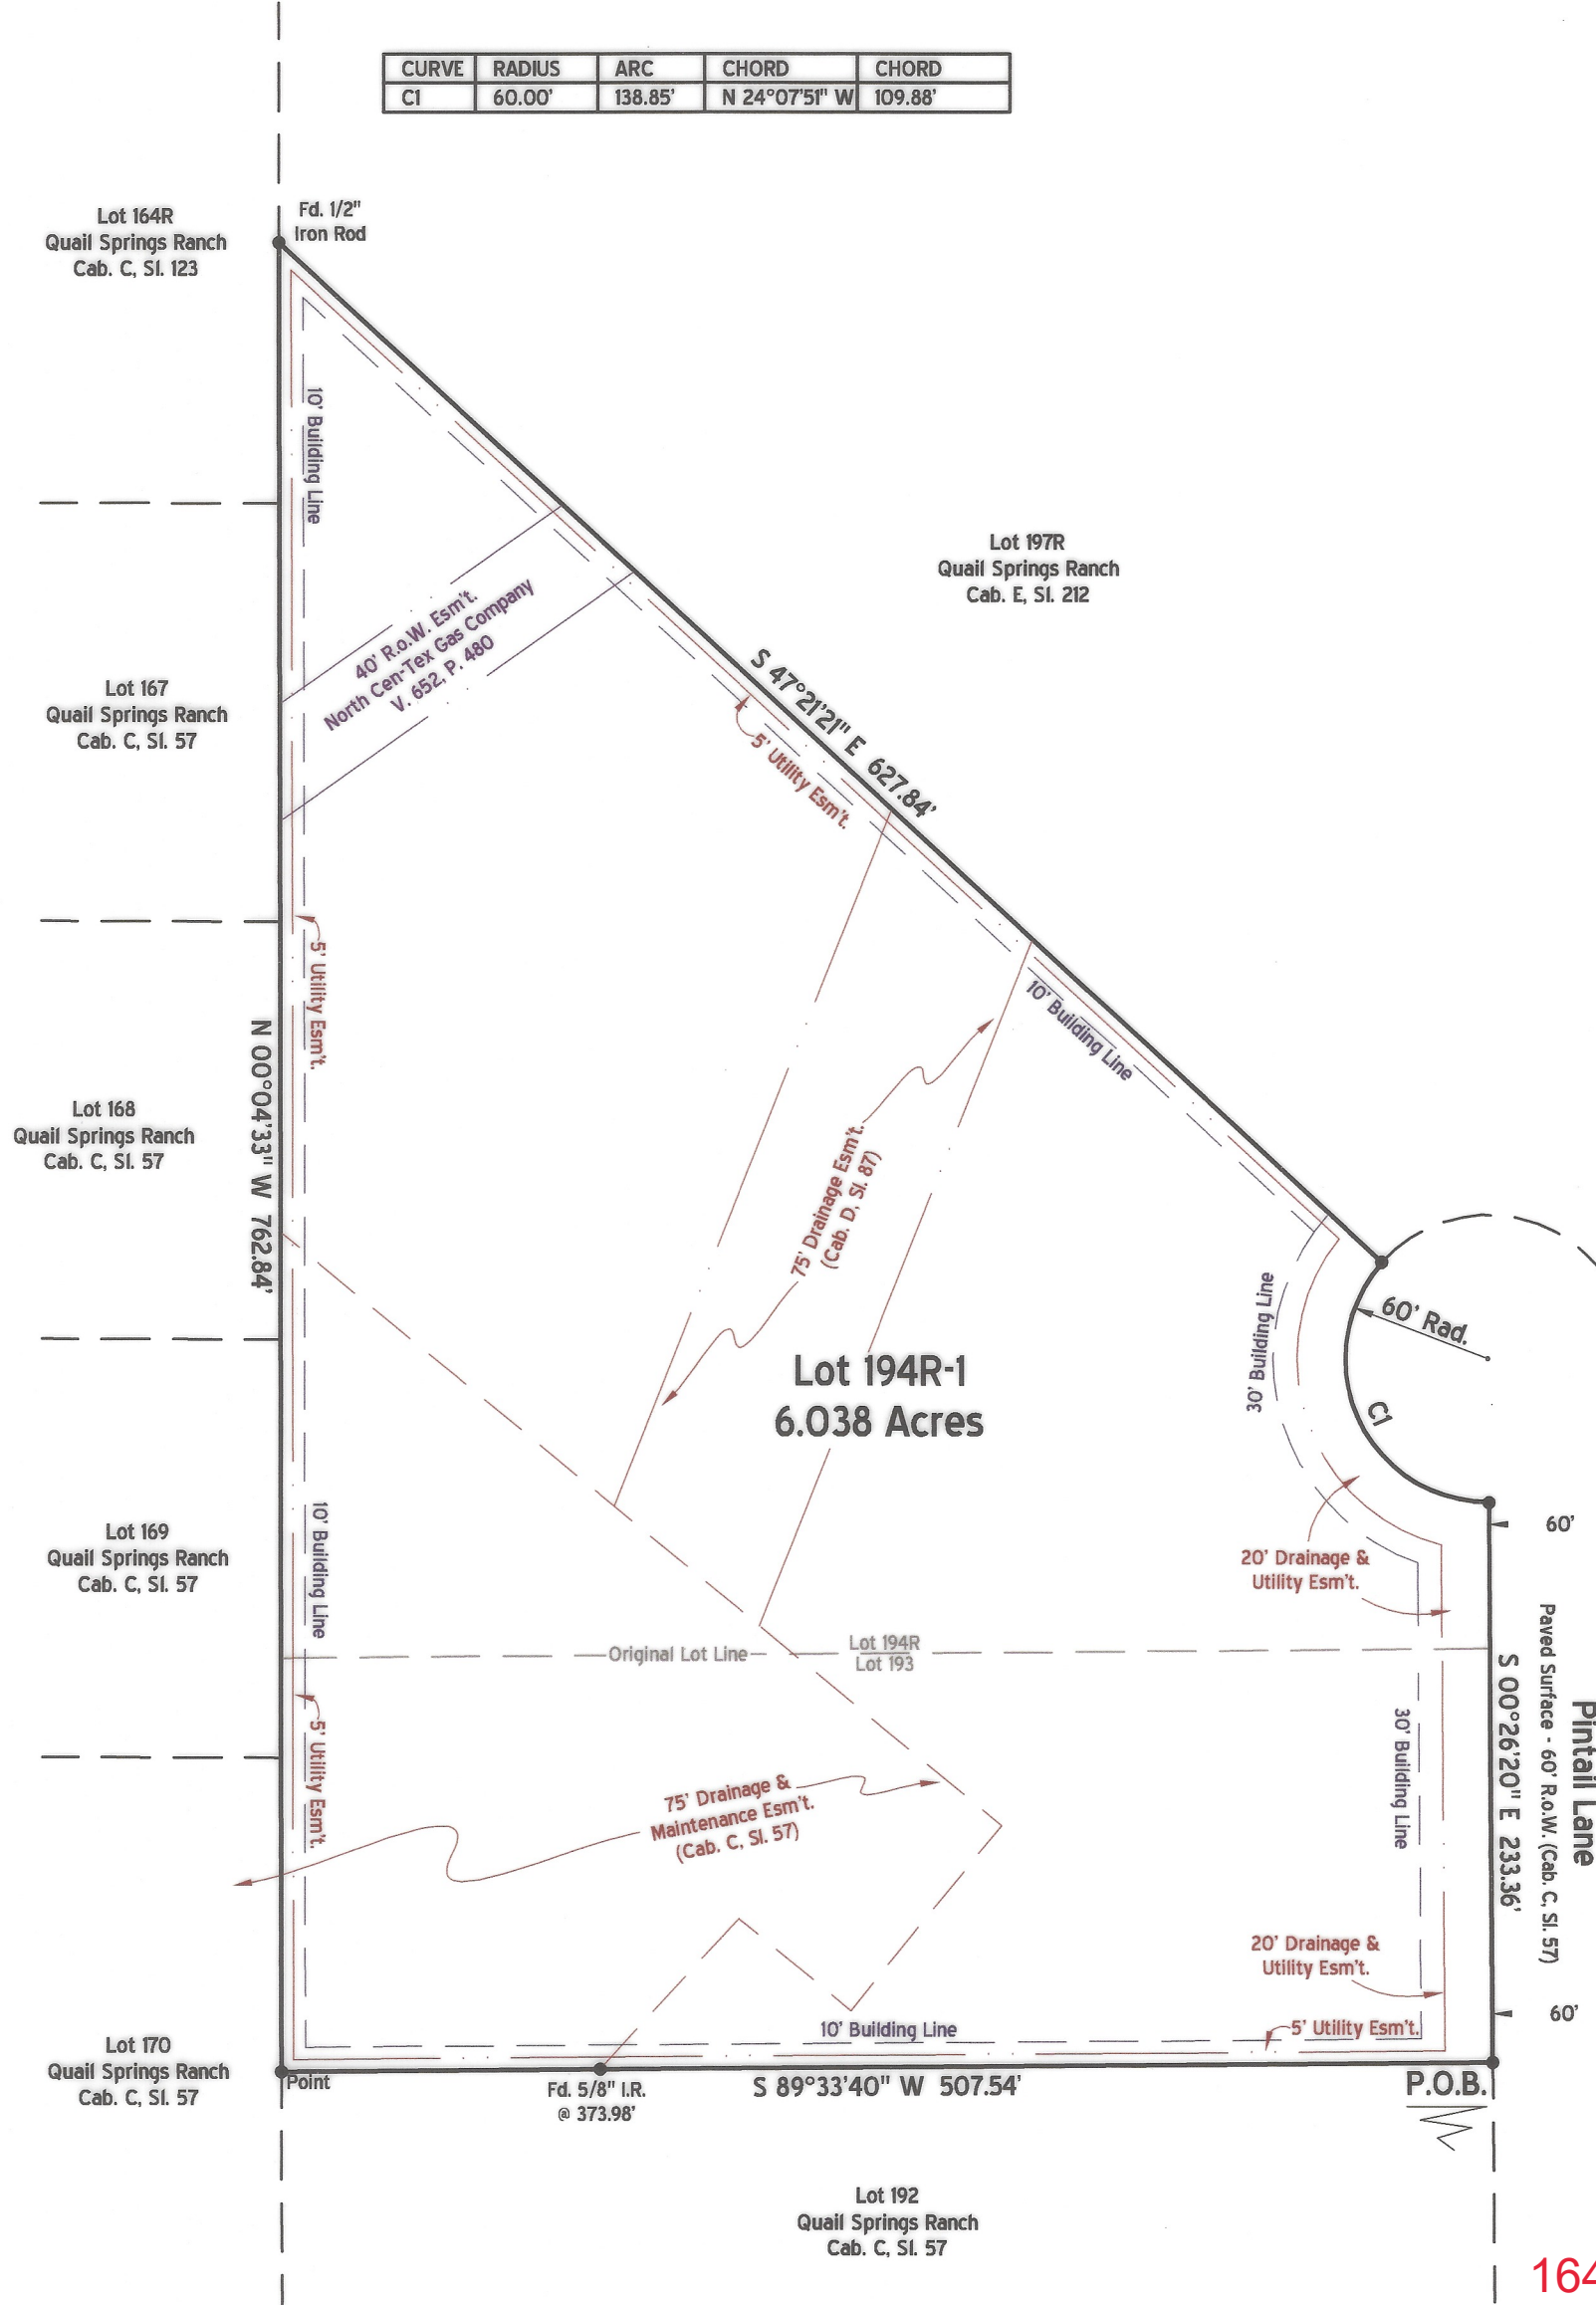 CURVE RADIUS ARC CHORD CHORD
C1 60.00' 138.85' N 24°07'51" W 109.88'
Lot 164R
Quail Springs Ranch
Cab. C, Sl. 123
Fd. 1/2"
Iron Rod
10' Building Line
Lot 197R
Quail Springs Ranch
Cab. E, Sl. 212
40' R.o.W. Esm't.
North Cen-Tex Gas Company
V. 652, P. 480
Lot 167
Quail Springs Ranch
Cab. C, Sl. 57
S 47°21'21" E 627.84'
5' Utility Esm't.
5' Utility Esm't.
10' Building Line
N 00°04'33" W 762.84'
Lot 168
Quail Springs Ranch
Cab. C, Sl. 57
75' Drainage Esm't.
(Cab. D, Sl. 87)
60' Rad.
30' Building Line
C1
Lot 194R-1
6.038 Acres
Lot 169
Quail Springs Ranch
Cab. C, Sl. 57
10' Building Line
20' Drainage &
Utility Esm't.
60'
Original Lot Line
Lot 194R
Lot 193
5' Utility Esm't.
75' Drainage &
Maintenance Esm't.
(Cab. C, Sl. 57)
30' Building Line
S 00°26'20" E 233.36'
Paved Surface - 60' R.o.W. (Cab. C, Sl. 57)
Pintail Lane
20' Drainage &
Utility Esm't.
60'
10' Building Line
5' Utility Esm't.
Lot 170
Quail Springs Ranch
Cab. C, Sl. 57
Point
Fd. 5/8" I.R.
@ 373.98'
S 89°33'40" W 507.54'
P.O.B.
Lot 192
Quail Springs Ranch
Cab. C, Sl. 57
164